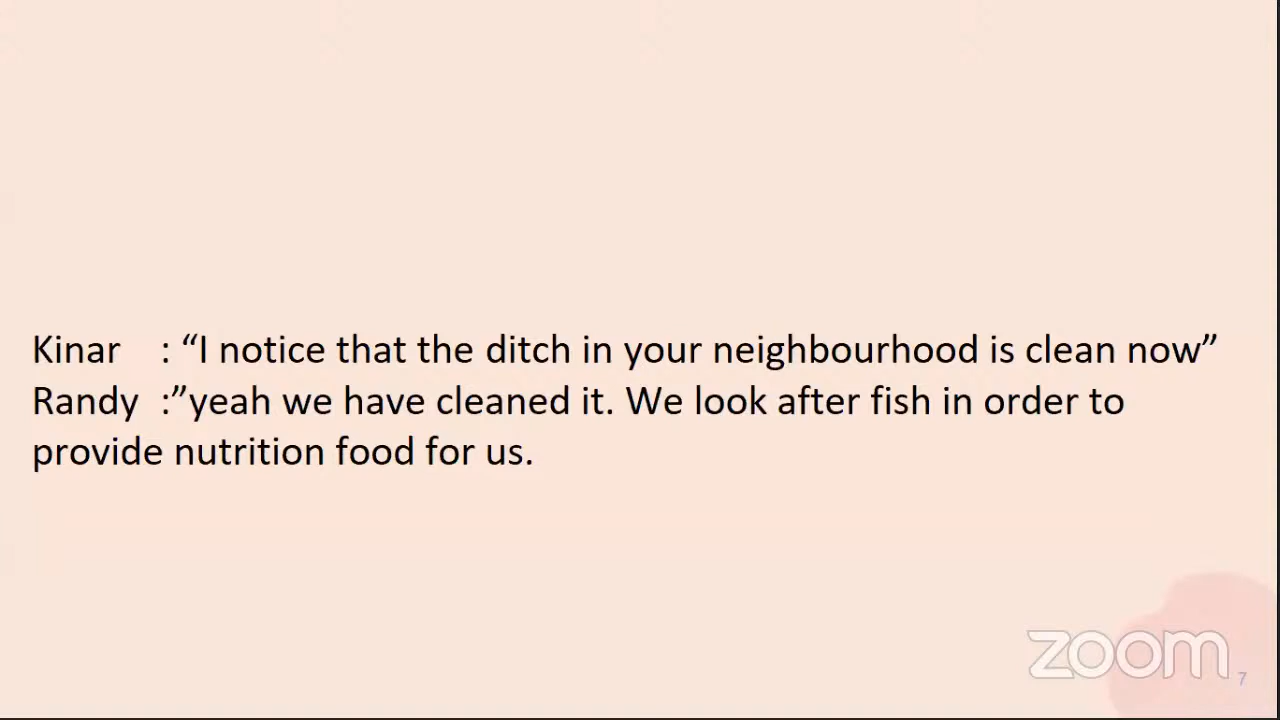 Kinar : “I notice that the ditch in your neighbourhood is clean now”
Randy :”yeah we have cleaned it. We look after fish in order to
provide nutrition food for us.
zoom
7